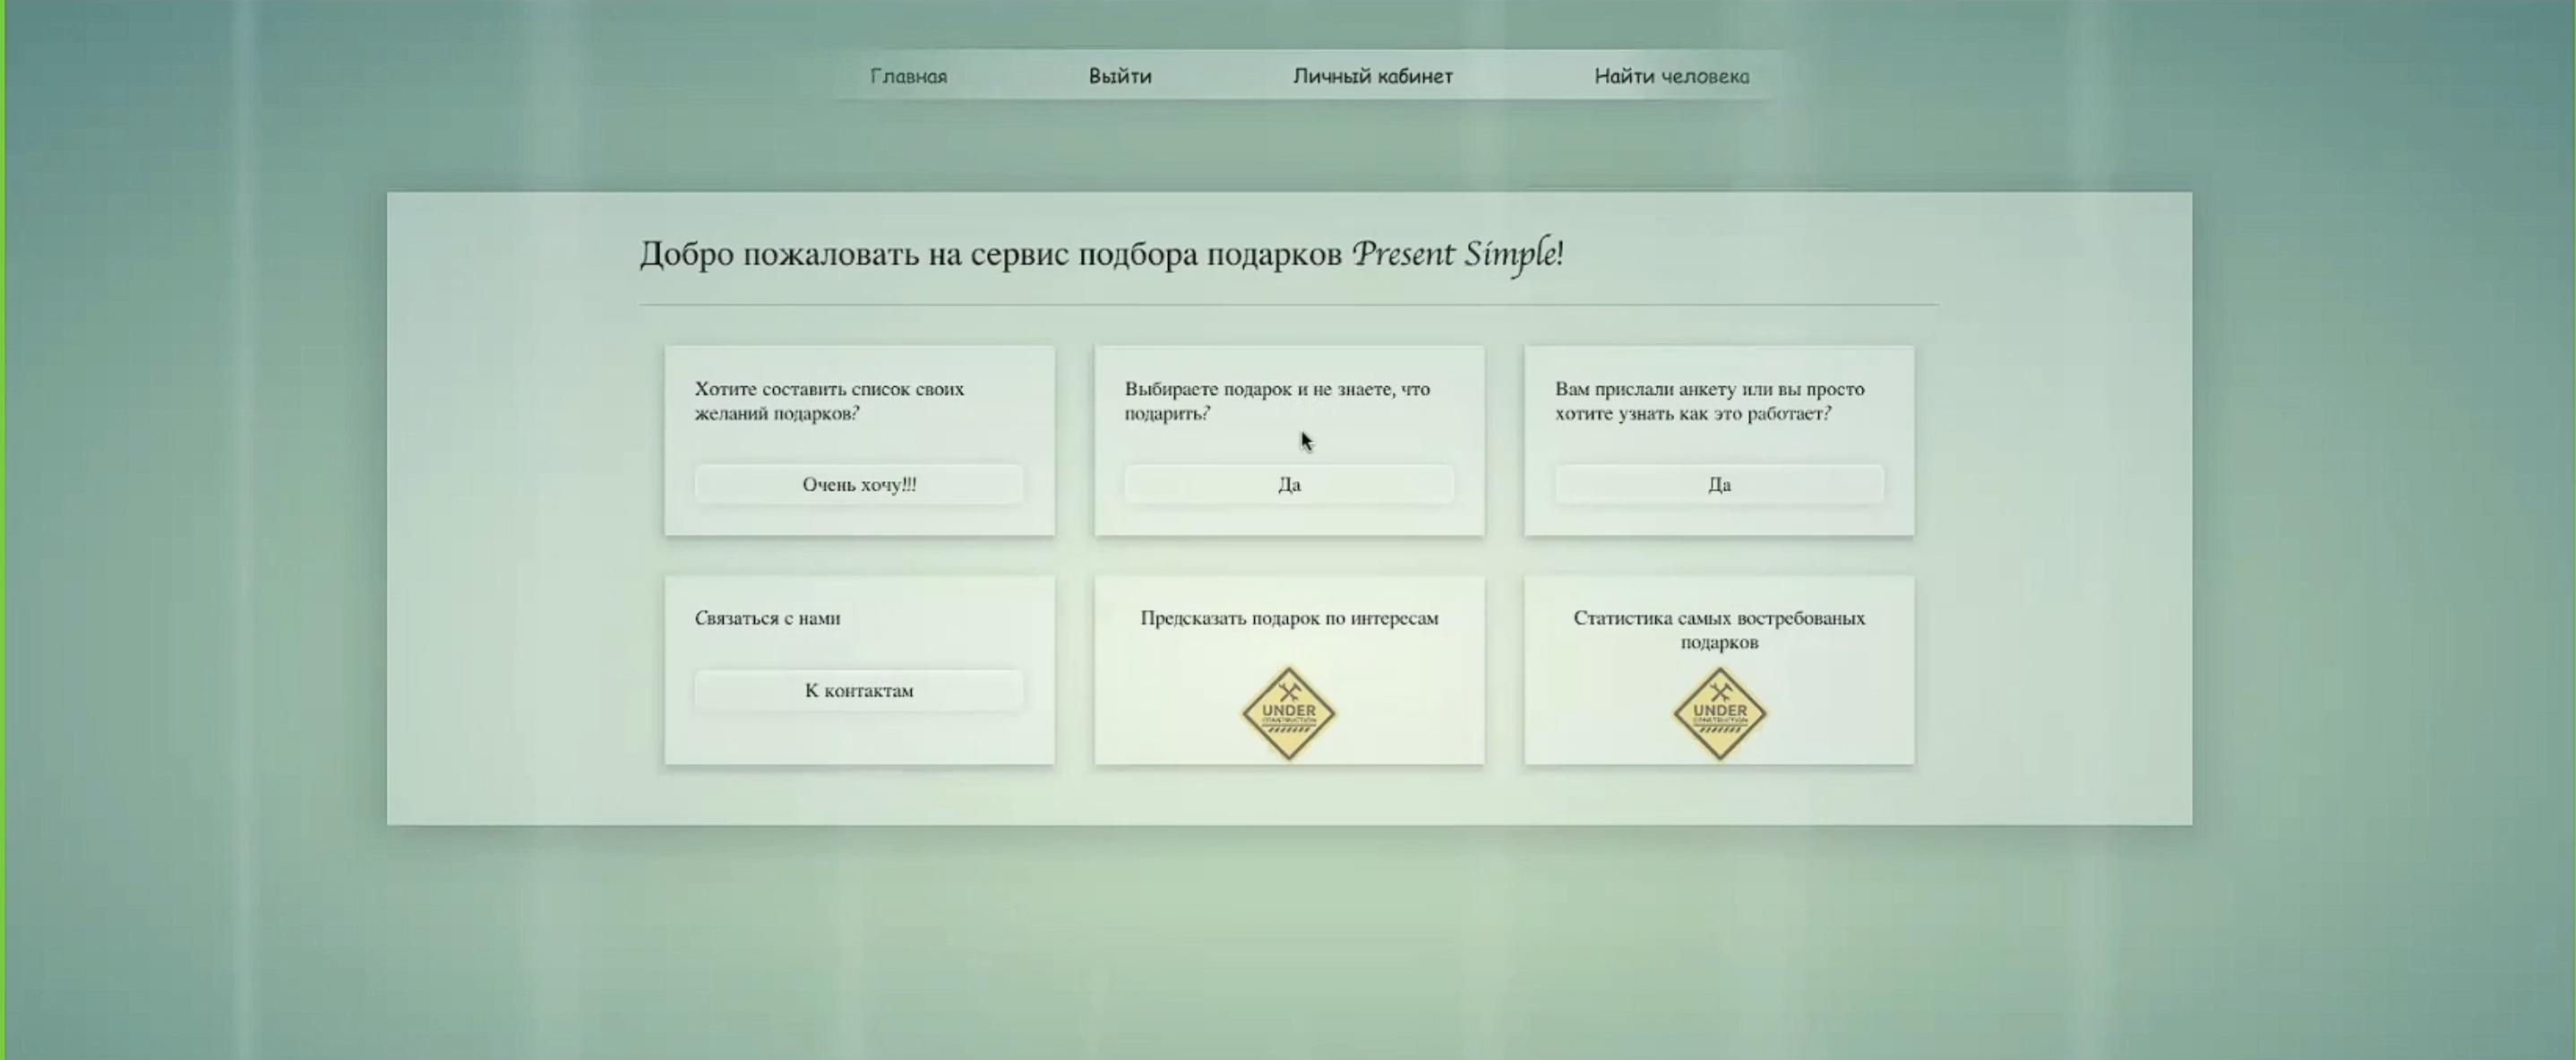 Главная Выйти Личный кабинет Найти человека
Добро пожаловать на сервис подбора подарков Present Simple!
Хотите составить список своих
желаний подарков?
Очень хочу!!!
Выбираете подарок и не знаете, что
подарить?
Да
Вам прислали анкету или вы просто
хотите узнать как это работает?
Да
Связаться с нами
К контактам
Предсказать подарок по интересам
UNDER
CONSTRUCTION
Статистика самых востребованых
подарков
UNDER
CONSTRUCTION